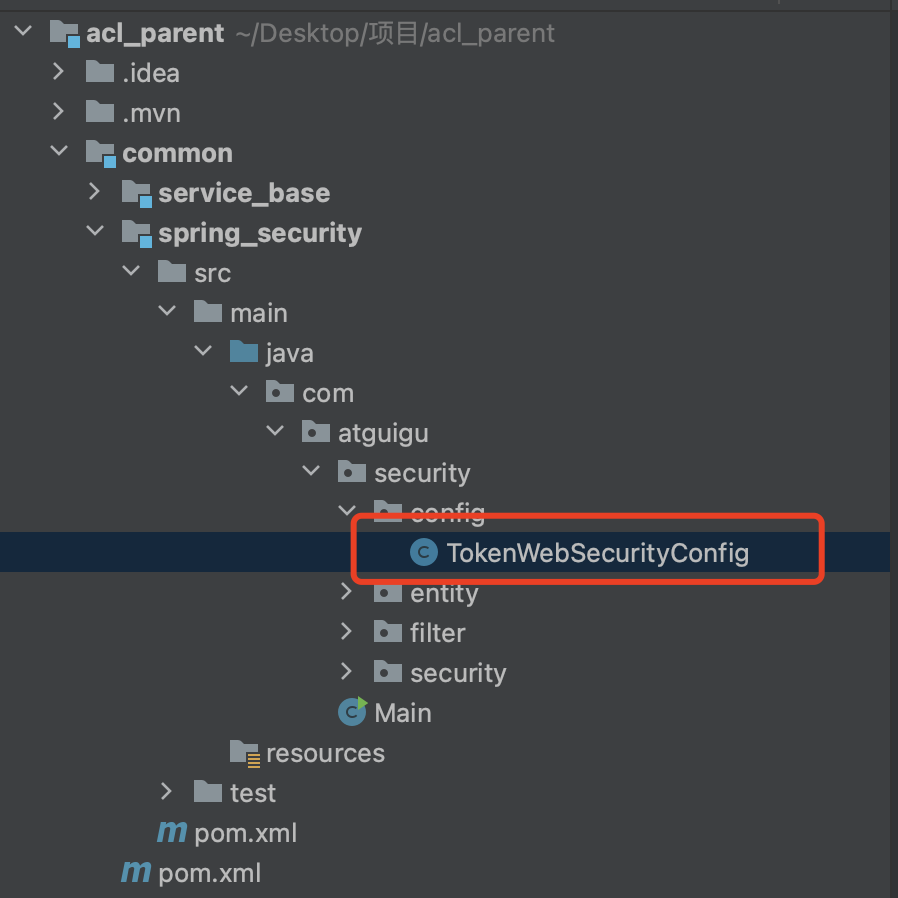 acl_parent ~/Desktop/项目/acl_parent
.idea
.mvn
common
service_base
spring_security
src
main
java
com
atguigu
security
config
C TokenWebSecurityConfig
entity
filter
security
C Main
resources
test
m pom.xml
m pom.xml